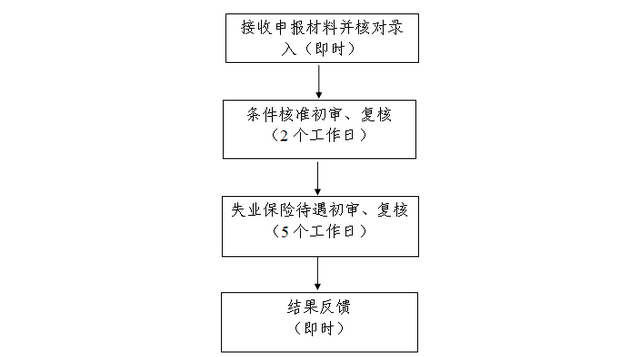 接收申报材料并核对录
入（即时）
条件核准初审、复核
（2 个工作日）
失业保险待遇初审、复核
（5 个工作日）
结果反馈
（即时）